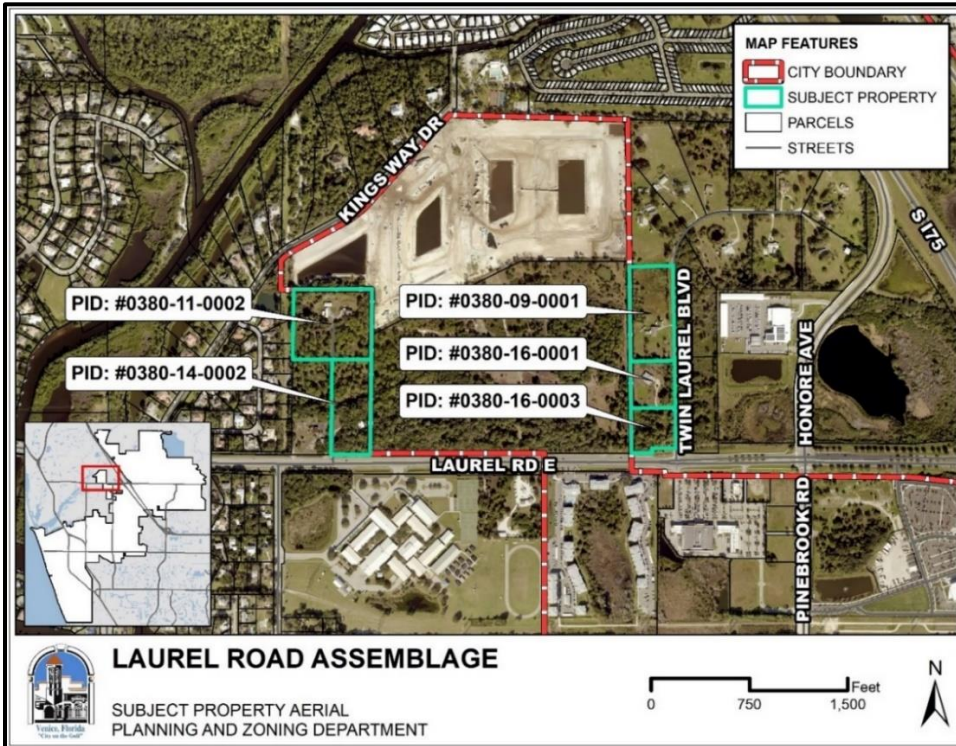 MAP FEATURES
CITY BOUNDARY
SUBJECT PROPERTY
PARCELS
STREETS
KINGS WAY DR
S I75
PID: #0380-11-0002
PID: #0380-09-0001
TWIN LAUREL BLVD
PID: #0380-16-0001
PID: #0380-14-0002
PID: #0380-16-0003
HONORE AVE
LAUREL RD E
PINEBROOK RD
LAUREL ROAD ASSEMBLAGE
SUBJECT PROPERTY AERIAL
PLANNING AND ZONING DEPARTMENT
Venice, Florida
"City on the Gulf"
0 750 1,500
Feet
N